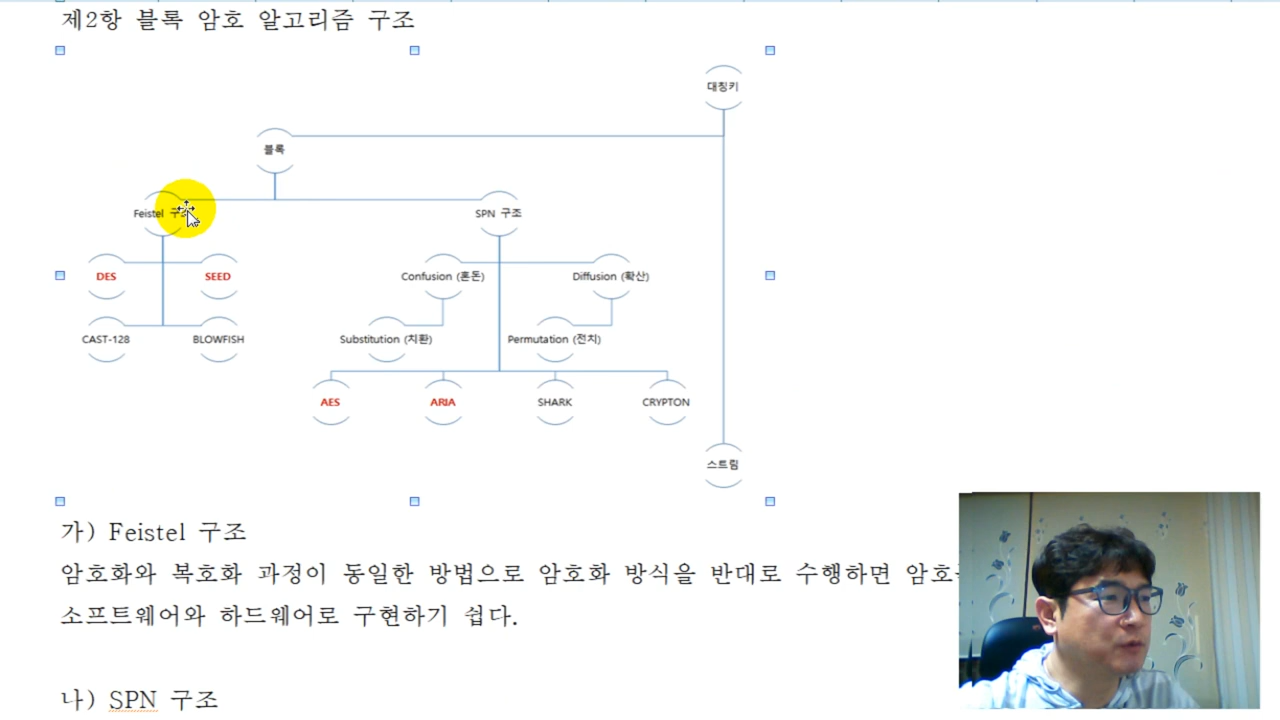 제2항 블록 암호 알고리즘 구조
대칭키
블록
Feistel 구조
SPN 구조
DES
SEED
Confusion (혼돈)
Diffusion (확산)
CAST-128
BLOWFISH
Substitution (치환)
Permutation (전치)
AES
ARIA
SHARK
CRYPTON
스트림
가) Feistel 구조
암호화와 복호화 과정이 동일한 방법으로 암호화 방식을 반대로 수행하면 암호
소프트웨어와 하드웨어로 구현하기 쉽다.
나) SPN 구조